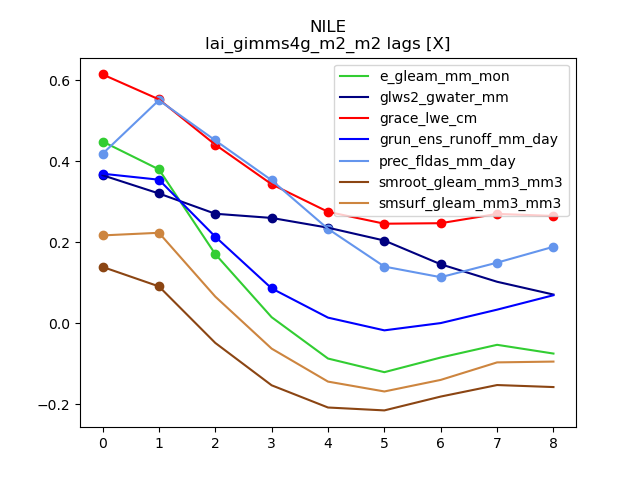 NILE
lai_gimms4g_m2_m2 lags [X]
0.6
0.4
0.2
0.0
−0.2
e_gleam_mm_mon
glws2_gwater_mm
grace_lwe_cm
grun_ens_runoff_mm_day
prec_fldas_mm_day
smroot_gleam_mm3_mm3
smsurf_gleam_mm3_mm3
0 1 2 3 4 5 6 7 8